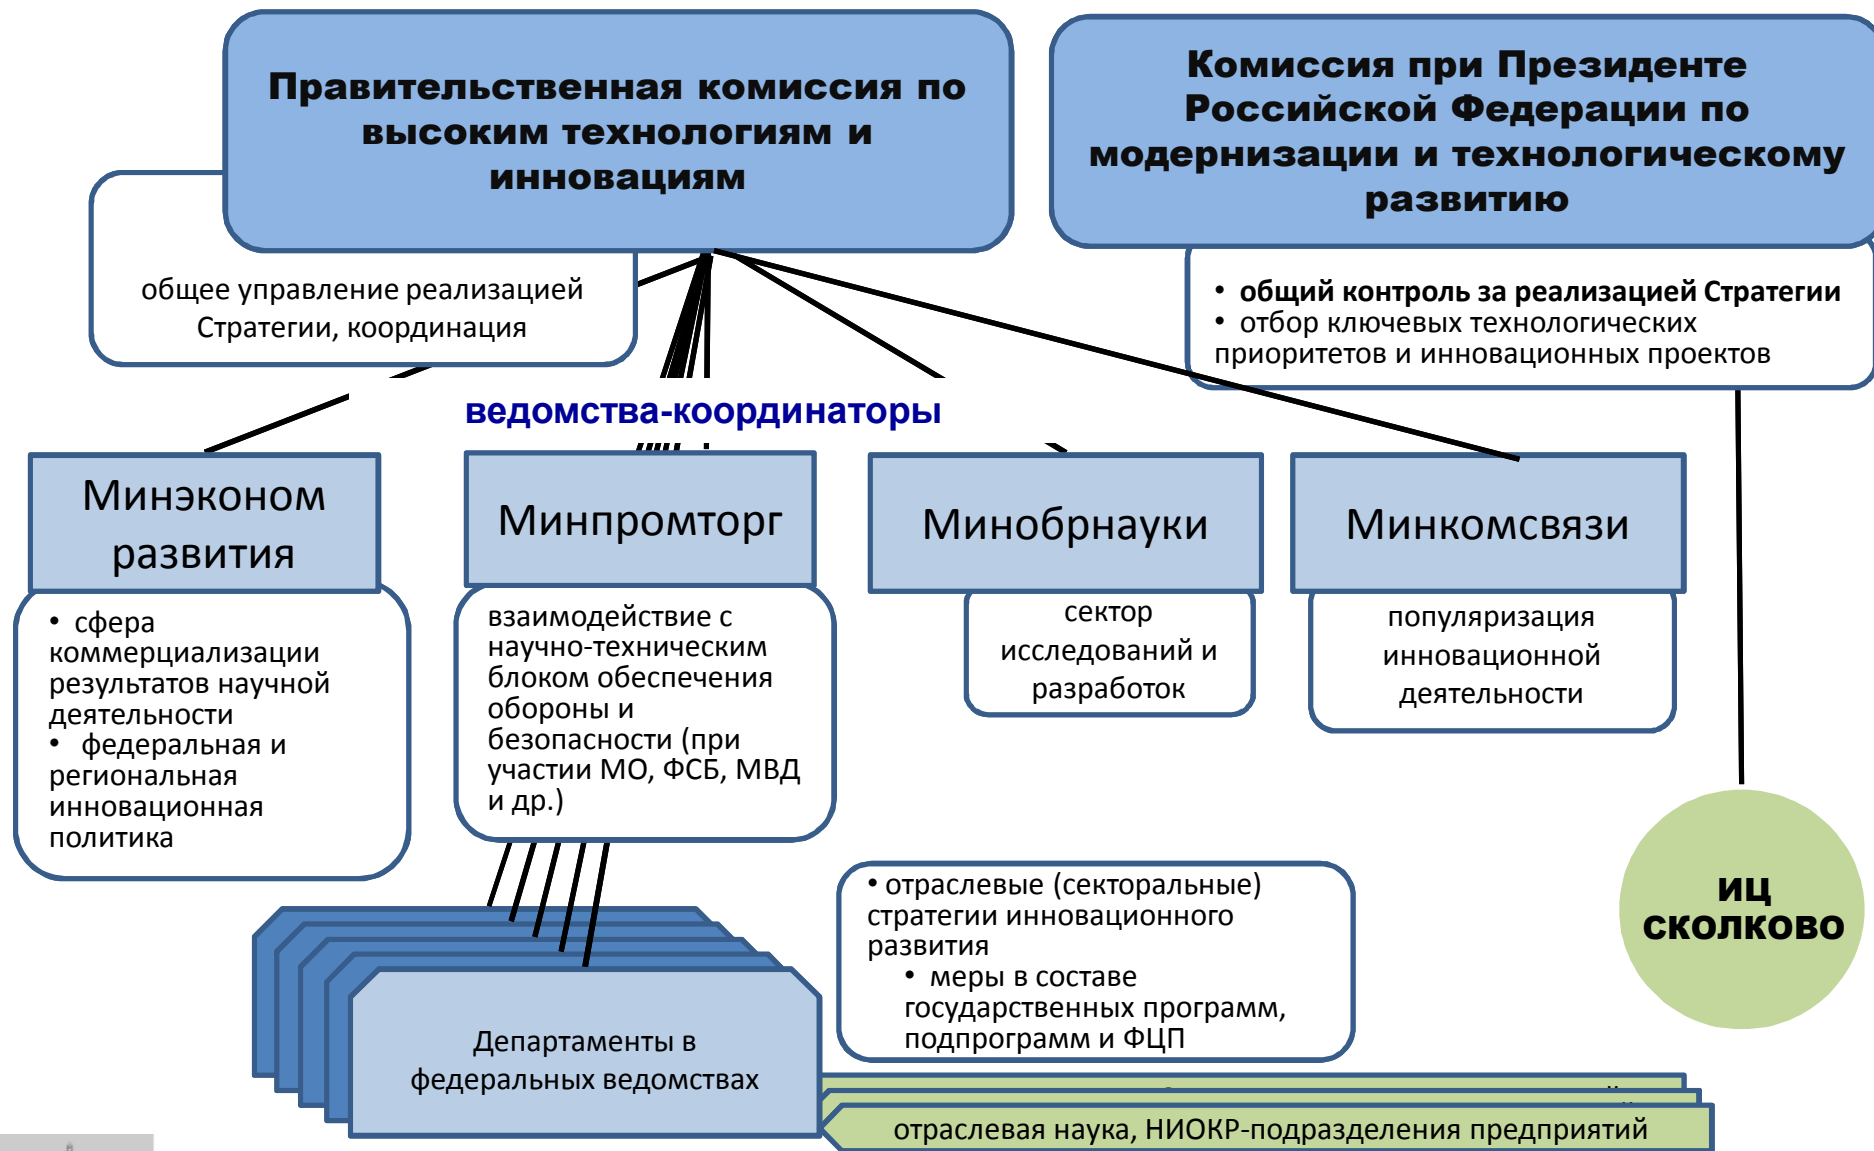 Правительственная комиссия по
высоким технологиям и
инновациям
Комиссия при Президенте
Российской Федерации по
модернизации и технологическому
развитию
общее управление реализацией
Стратегии, координация
• общий контроль за реализацией Стратегии
• отбор ключевых технологических
приоритетов и инновационных проектов
ведомства-координаторы
Минэконом
развития
Минпромторг
Минобрнауки
Минкомсвязи
• сфера
коммерциализации
результатов научной
деятельности
• федеральная и
региональная
инновационная
политика
взаимодействие с
научно-техническим
блоком обеспечения
обороны и
безопасности (при
участии МО, ФСБ, МВД
и др.)
сектор
исследований и
разработок
популяризация
инновационной
деятельности
ИЦ
СКОЛКОВО
• отраслевые (секторальные)
стратегии инновационного
развития
• меры в составе
государственных программ,
подпрограмм и ФЦП
Департаменты в
федеральных ведомствах
отраслевая наука, НИОКР-подразделения предприятий